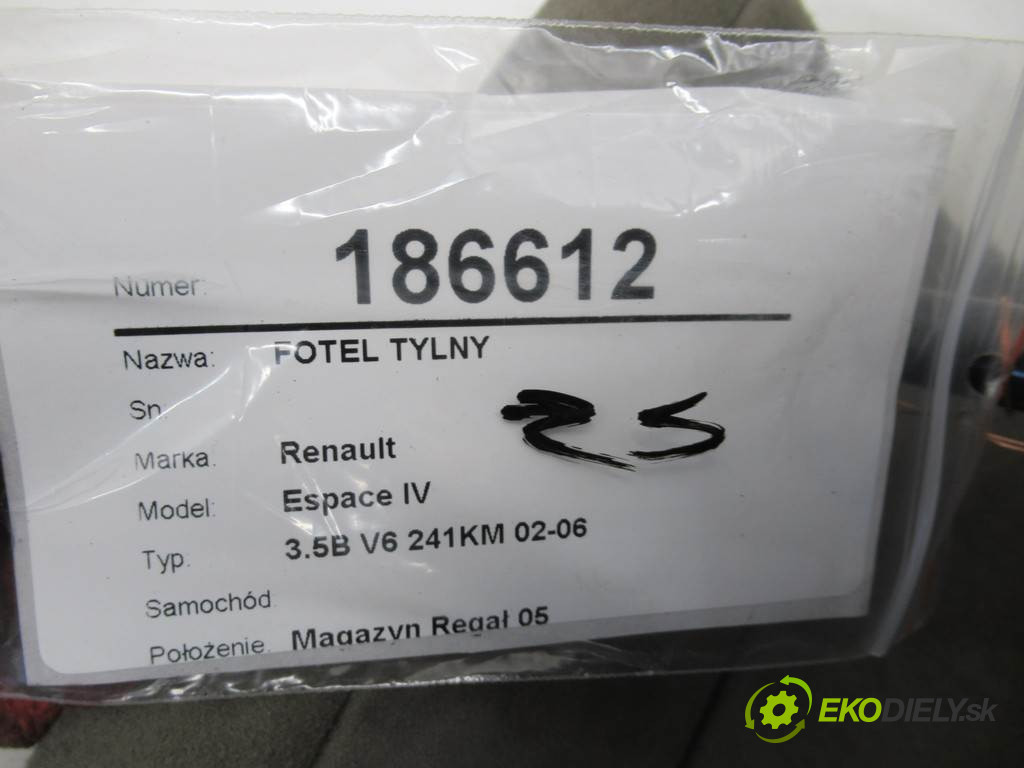 Numer: 186612
Nazwa: FOTEL TYLNY
Sn.
Marka. Renault
Model: Espace IV
Typ. 3.5B V6 241KM 02-06
Samochód.
Położenie. Magazyn Regał 05
EKODIELY.sk